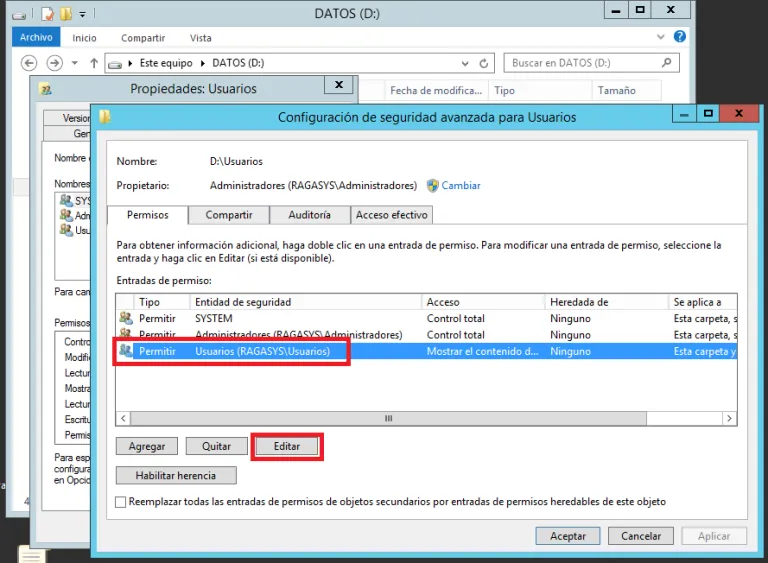 DATOS (D:)
Archivo Inicio Compartir Vista
Este equipo DATOS (D:) Buscar en DATOS (D:)
Fecha de modifica... Tipo Tamaño
Propiedades: Usuarios
Version
Gen
Nombre
Nombres
SYS
Adm
Usu
Para cam
Permisos
Control
Modific
Lectur
Mostra
Lectur
Escritu
Permis
Para esp
configura
en Opcio
4
Configuración de seguridad avanzada para Usuarios
Nombre: D:\Usuarios
Propietario: Administradores (RAGASYS\Administradores) Cambiar
Permisos Compartir Auditoría Acceso efectivo
Para obtener información adicional, haga doble clic en una entrada de permiso. Para modificar una entrada de permiso, seleccione la
entrada y haga clic en Editar (si está disponible).
Entradas de permiso:
Tipo Entidad de seguridad Acceso Heredada de Se aplica a
Permitir SYSTEM Control total Ninguno Esta carpeta, s
Permitir Administradores (RAGASYS\Administradores) Control total Ninguno Esta carpeta, s
Permitir Usuarios (RAGASYS\Usuarios) Mostrar el contenido d... Ninguno Esta carpeta y
Agregar Quitar Editar
Habilitar herencia
Reemplazar todas las entradas de permisos de objetos secundarios por entradas de permisos heredables de este objeto
Aceptar Cancelar Aplicar